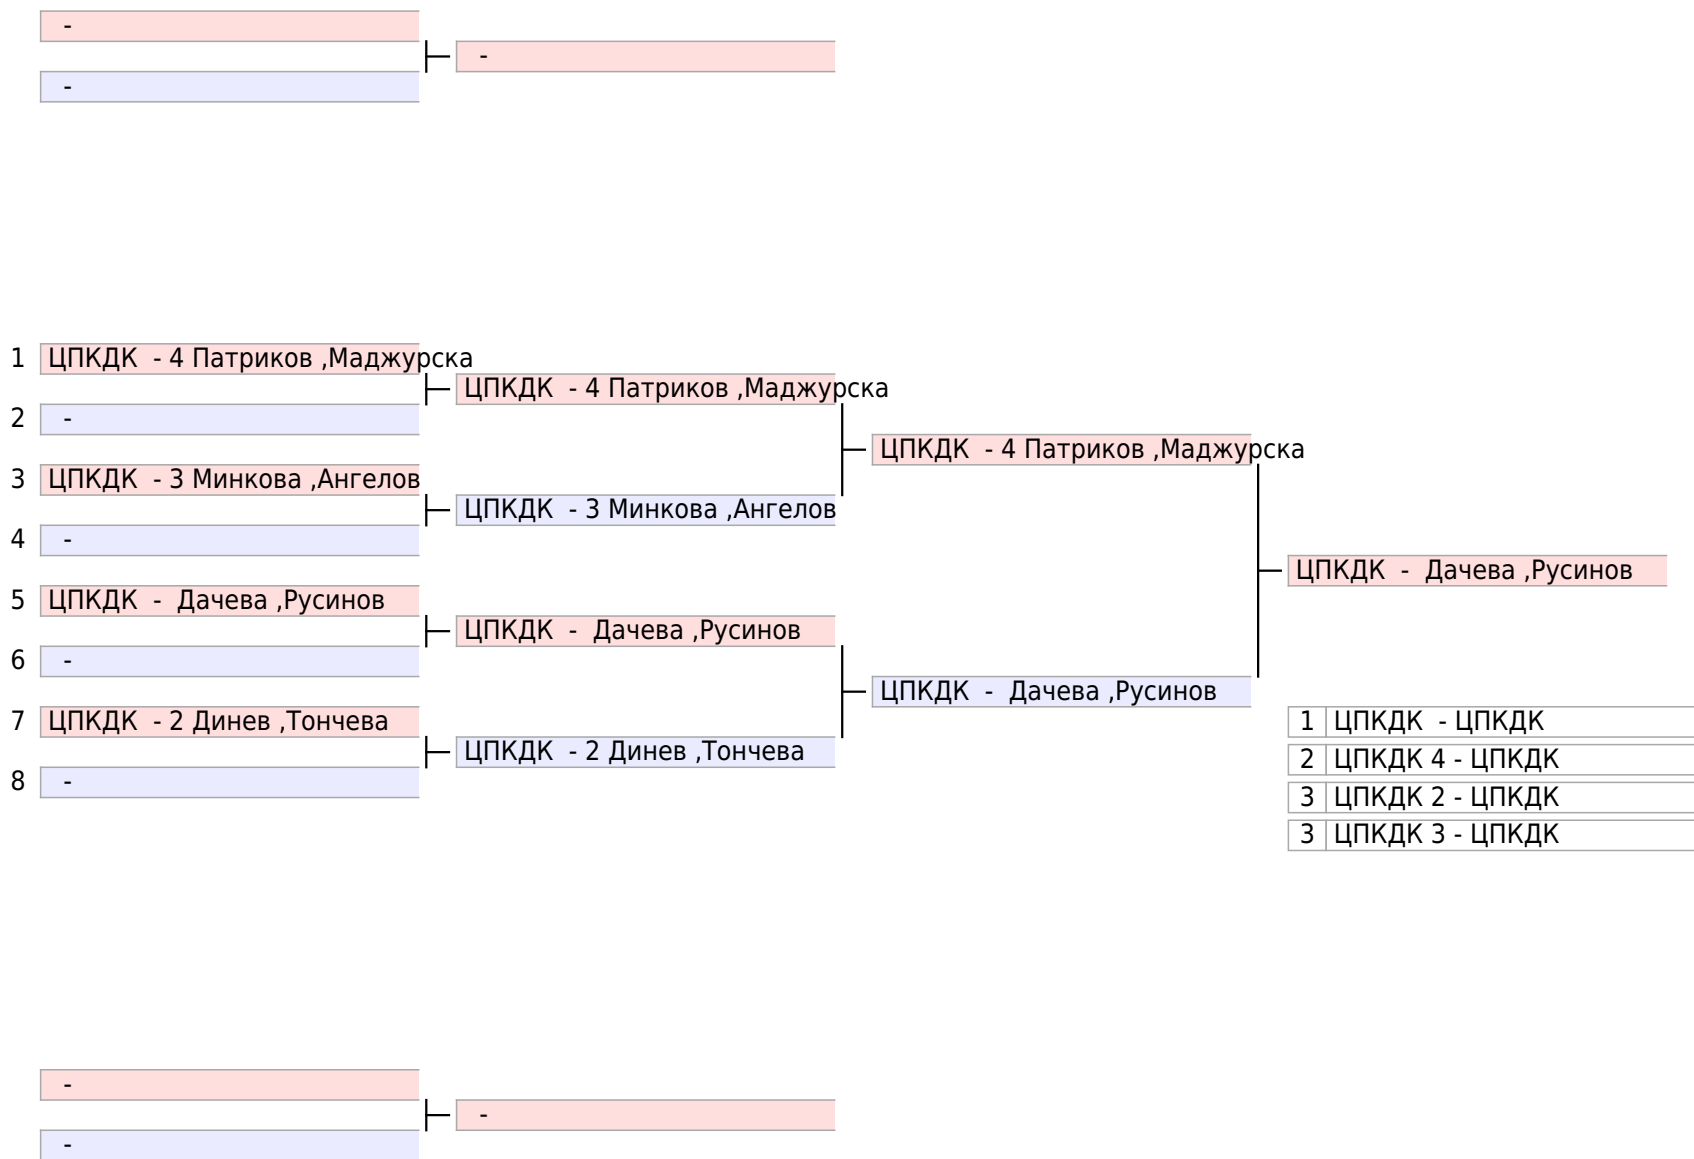 -
-
-
1 ЦПКДК - 4 Патриков ,Маджурска
ЦПКДК - 4 Патриков ,Маджурска
2 -
ЦПКДК - 4 Патриков ,Маджурска
3 ЦПКДК - 3 Минкова ,Ангелов
ЦПКДК - 3 Минкова ,Ангелов
4 -
ЦПКДК - Дачева ,Русинов
5 ЦПКДК - Дачева ,Русинов
ЦПКДК - Дачева ,Русинов
6 -
ЦПКДК - Дачева ,Русинов
7 ЦПКДК - 2 Динев ,Тончева
1 ЦПКДК - ЦПКДК
ЦПКДК - 2 Динев ,Тончева
2 ЦПКДК 4 - ЦПКДК
8 -
3 ЦПКДК 2 - ЦПКДК
3 ЦПКДК 3 - ЦПКДК
-
-
-